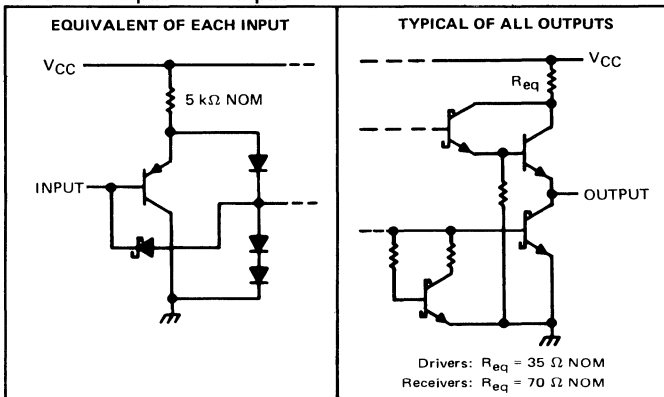 EQUIVALENT OF EACH INPUT
VCC
5 kΩ NOM
INPUT
TYPICAL OF ALL OUTPUTS
VCC
Req
OUTPUT
Drivers: Req = 35 Ω NOM
Receivers: Req = 70 Ω NOM